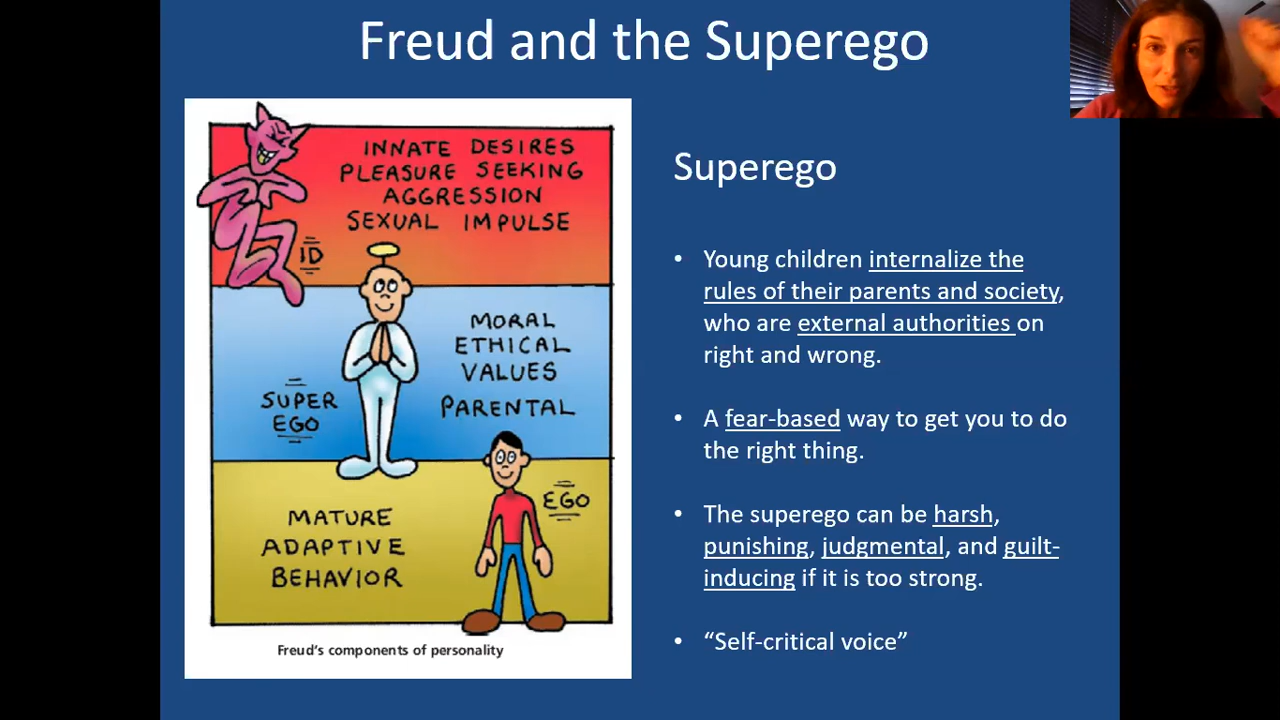 Freud and the Superego
INNATE DESIRES
PLEASURE SEEKING
AGGRESSION
SEXUAL IMPULSE
ID
MORAL
ETHICAL
VALUES
PARENTAL
SUPER
EGO
EGO
MATURE
ADAPTIVE
BEHAVIOR
Freud's components of personality
Superego
• Young children internalize the
rules of their parents and society,
who are external authorities on
right and wrong.
• A fear-based way to get you to do
the right thing.
• The superego can be harsh,
punishing, judgmental, and guilt-
inducing if it is too strong.
• “Self-critical voice”